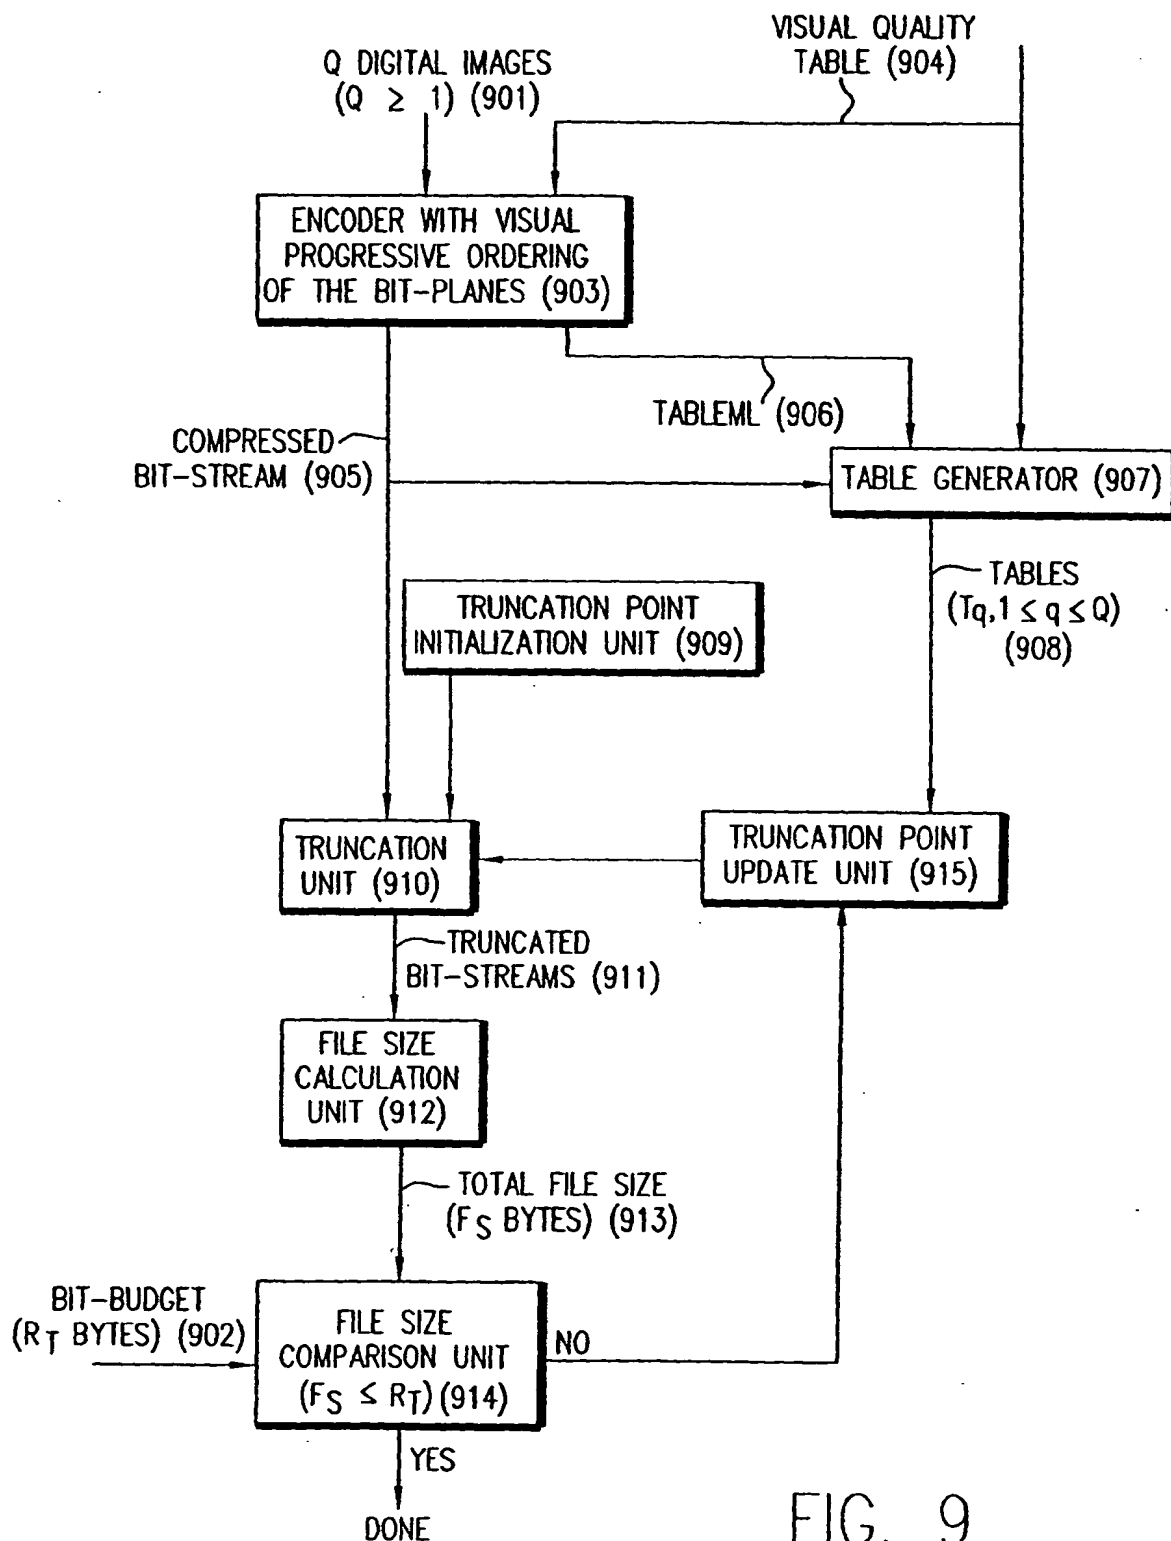 VISUAL QUALITY
TABLE (904)
Q DIGITAL IMAGES
(Q ≥ 1) (901)
ENCODER WITH VISUAL
PROGRESSIVE ORDERING
OF THE BIT-PLANES (903)
TABLEML (906)
COMPRESSED
BIT-STREAM (905)
TABLE GENERATOR (907)
TABLES
(Tq, 1 ≤ q ≤ Q)
(908)
TRUNCATION POINT
INITIALIZATION UNIT (909)
TRUNCATION
UNIT (910)
TRUNCATION POINT
UPDATE UNIT (915)
TRUNCATED
BIT-STREAMS (911)
FILE SIZE
CALCULATION
UNIT (912)
TOTAL FILE SIZE
(FS BYTES) (913)
BIT-BUDGET
(RT BYTES) (902)
FILE SIZE
COMPARISON UNIT
(FS ≤ RT) (914)
NO
YES
DONE
FIG. 9